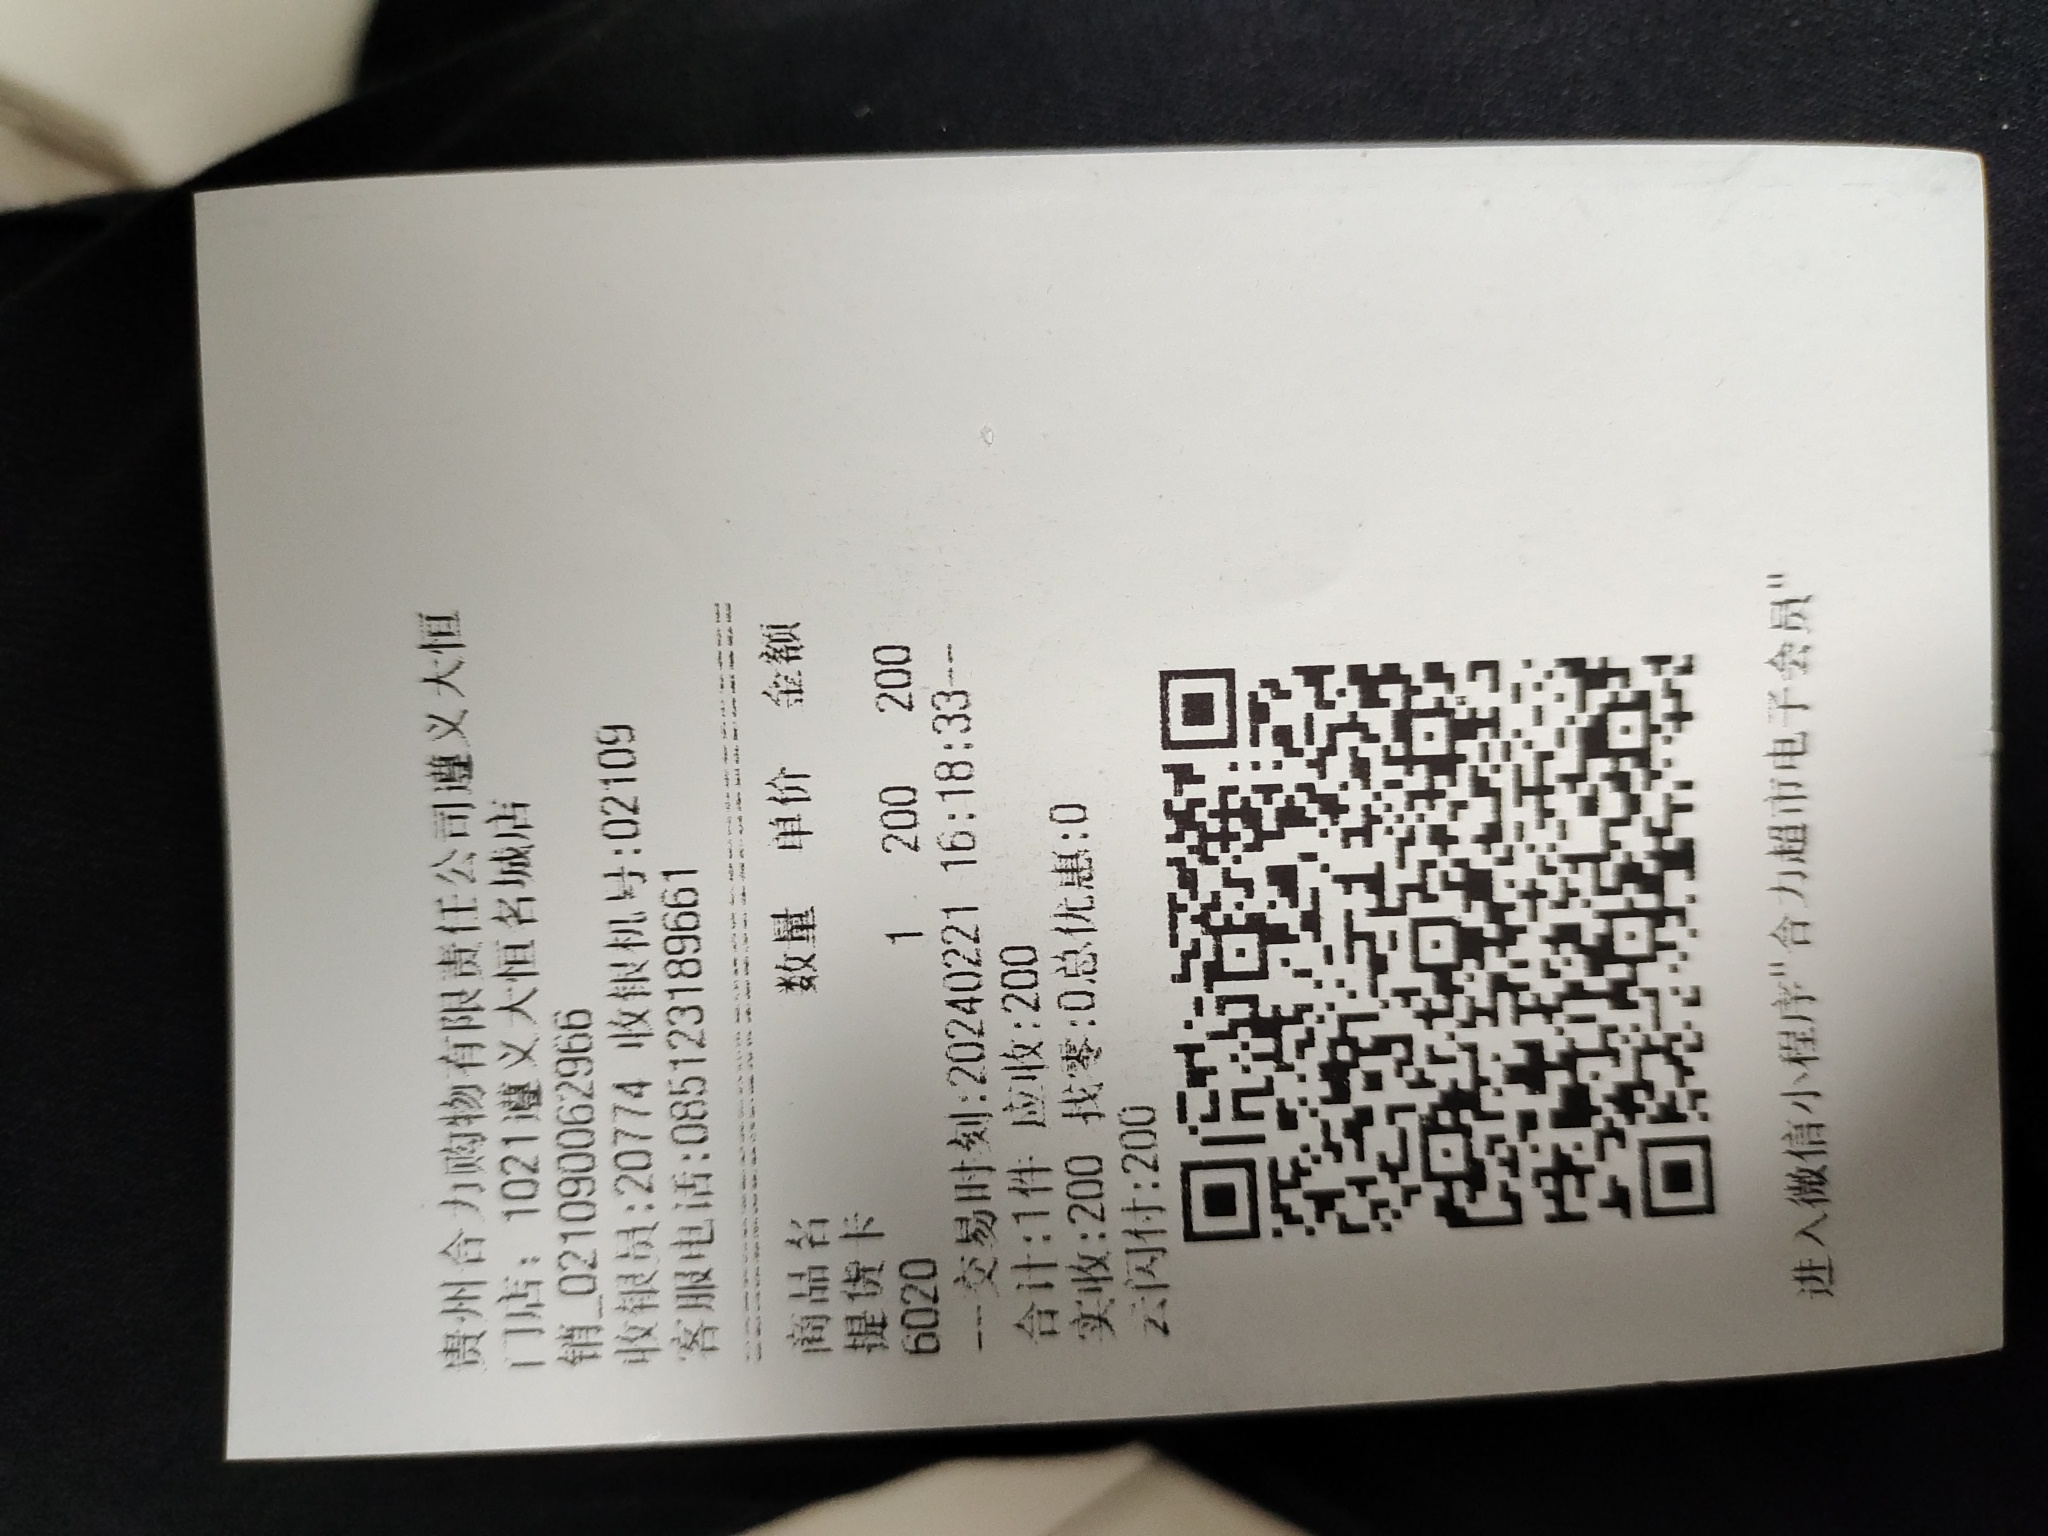 贵州合力购物有限责任公司遵义大恒
门店：1021遵义大恒名城店
销_021090062966
收银员:20774 收银机号:02109
客服电话:085123189661
商品名 数量 单价 金额
提货卡
6020 1 200 200
---交易时刻:20240221 16:18:33---
合计:1件 应收:200
实收:200 找零:0总优惠:0
云闪付:200
进入微信小程序"合力超市电子会员"